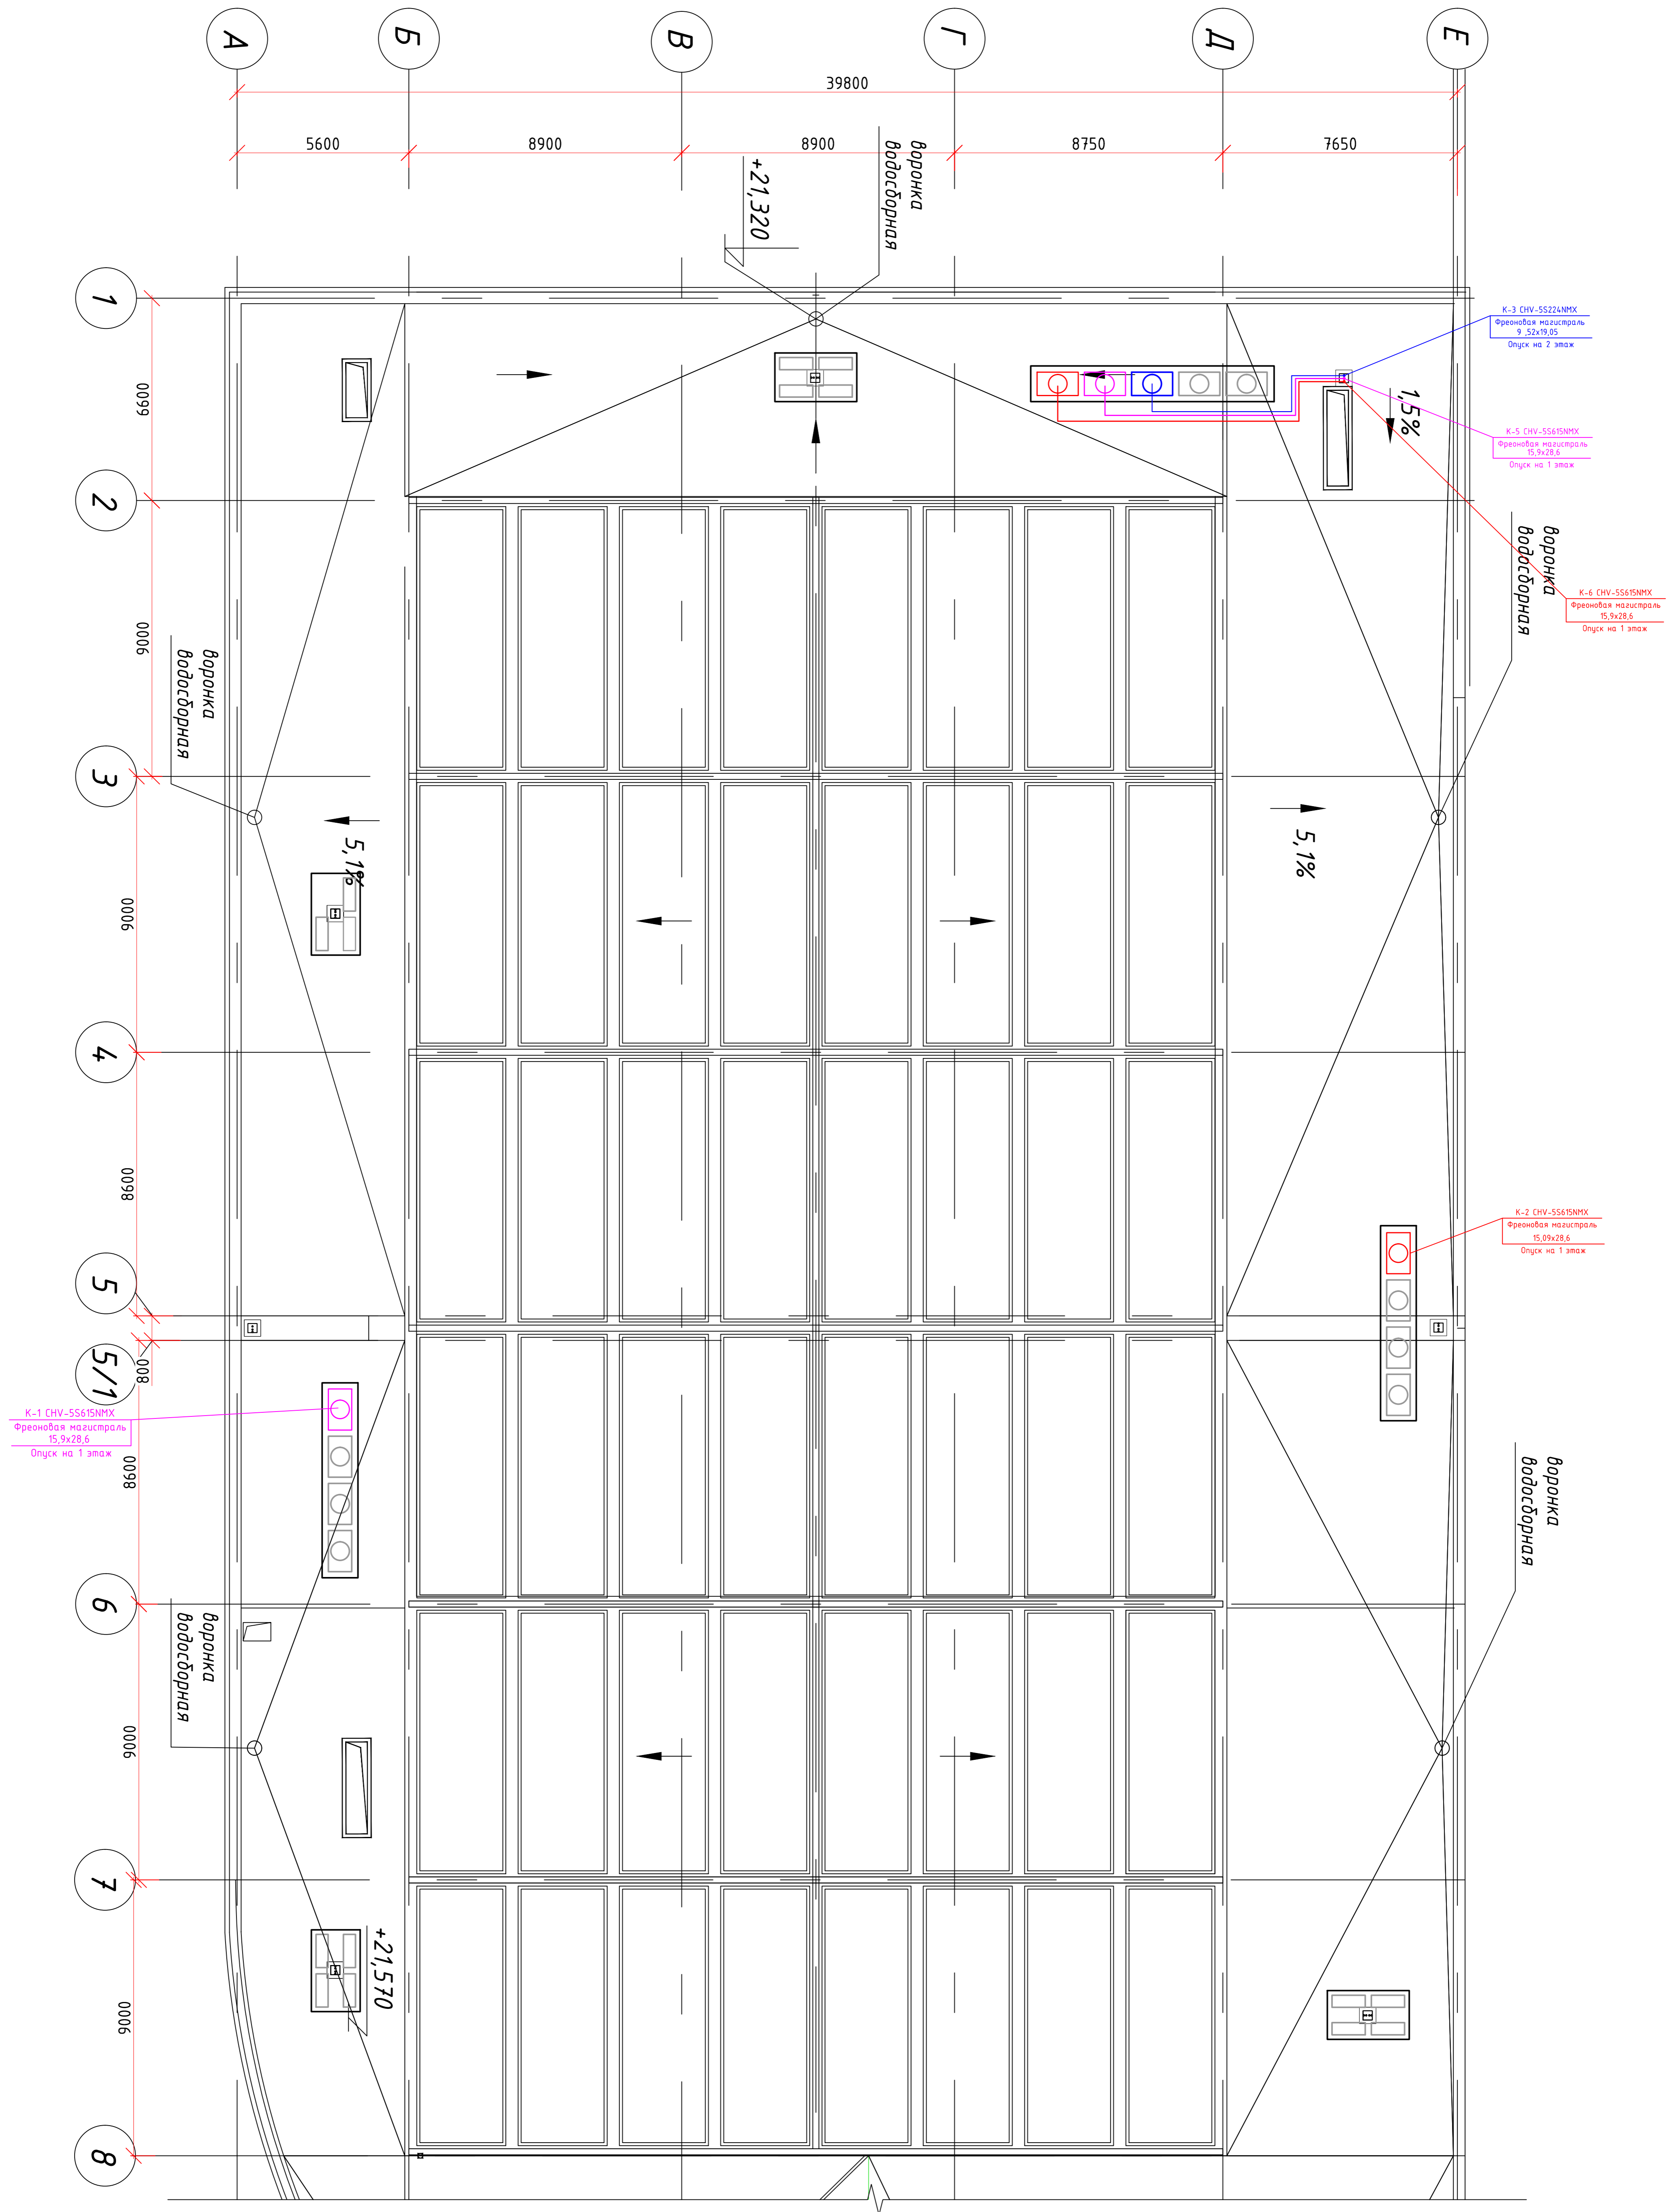 А
Б
В
Г
Д
Е
39800
5600
8900
8900
8750
7650
воронка
водосборная
+21,320
1
2
3
4
5
5/1
6
7
8
6600
9000
9000
8600
800
8600
9000
9000
К-3 CHV-5S224NMX
Фреоновая магистраль
9 ,52х19,05
Опуск на 2 этаж
1,5%
К-5 CHV-5S615NMX
Фреоновая магистраль
15,9х28,6
Опуск на 1 этаж
воронка
водосборная
К-6 CHV-5S615NMX
Фреоновая магистраль
15,9х28,6
Опуск на 1 этаж
воронка
водосборная
5,1%
5,1%
К-2 CHV-5S615NMX
Фреоновая магистраль
15,09х28,6
Опуск на 1 этаж
К-1 CHV-5S615NMX
Фреоновая магистраль
15,9х28,6
Опуск на 1 этаж
воронка
водосборная
воронка
водосборная
+21,570